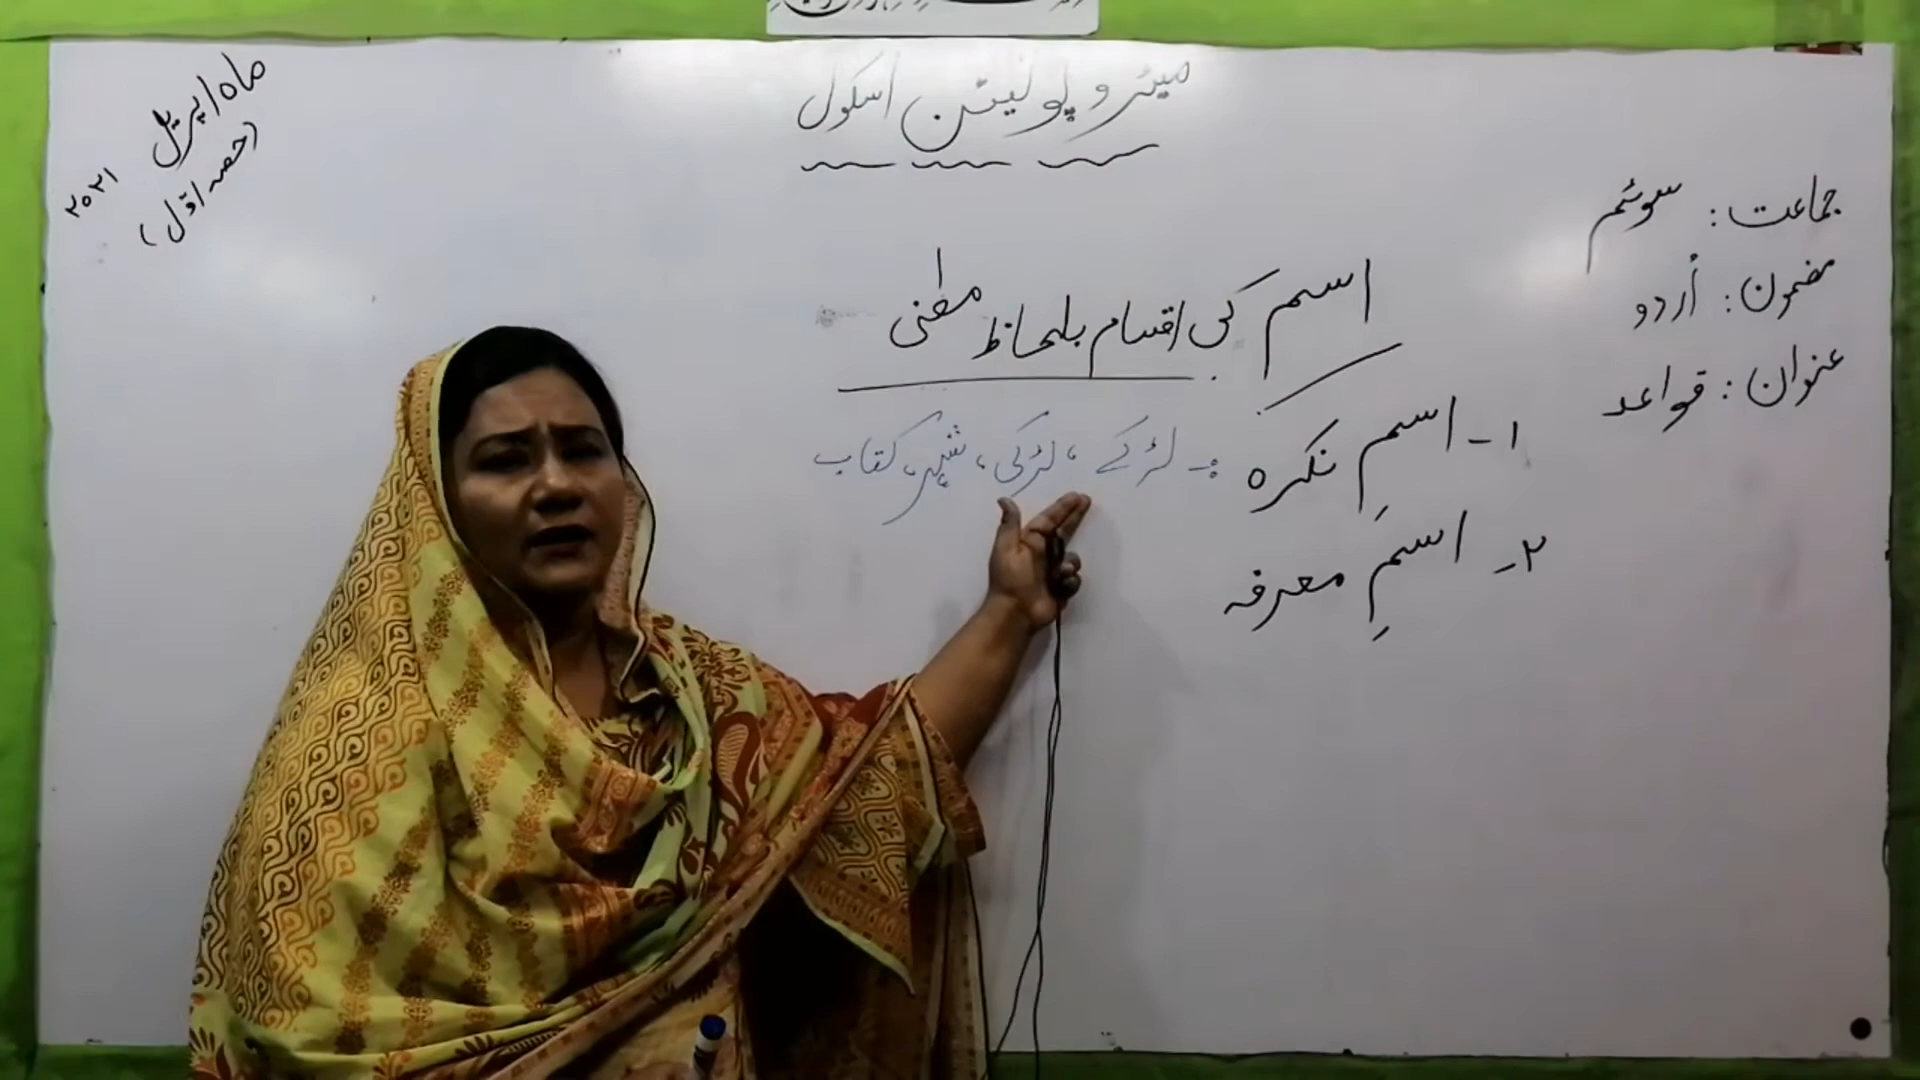 میٹروپولیٹن اسکول
ماہ اپریل
(حصہ اوّل)
۲۰۲۱
جماعت: سوئم
مضمون: اُردو
عنوان: قواعد
اسم کی اقسام بلحاظ معنی
۱- اسمِ نکرہ :- لڑکے، لڑکی، شہر، کتاب
۲- اسمِ معرفہ